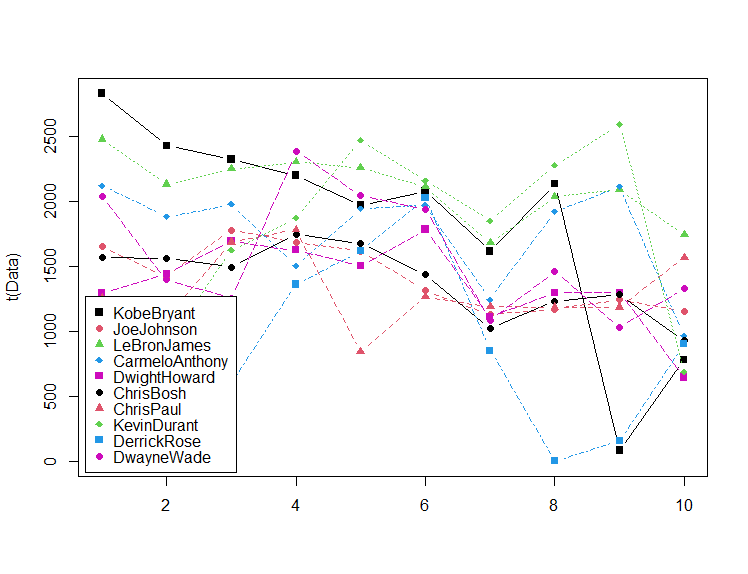 t(Data)
2500
2000
1500
1000
500
0
KobeBryant
JoeJohnson
LeBronJames
CarmeloAnthony
DwightHoward
ChrisBosh
ChrisPaul
KevinDurant
DerrickRose
DwayneWade
2 4 6 8 10